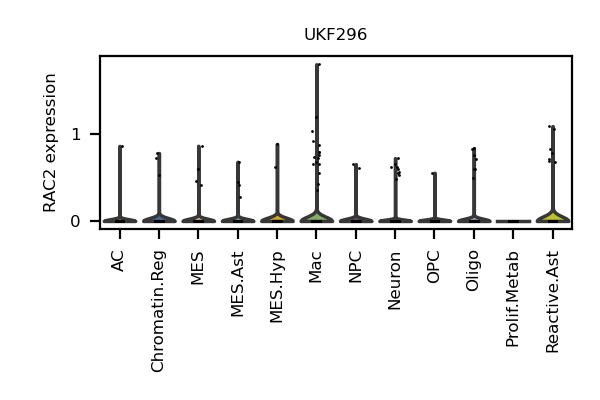 UKF296
RAC2 expression
1
0
AC
Chromatin.Reg
MES
MES.Ast
MES.Hyp
Mac
NPC
Neuron
OPC
Oligo
Prolif.Metab
Reactive.Ast